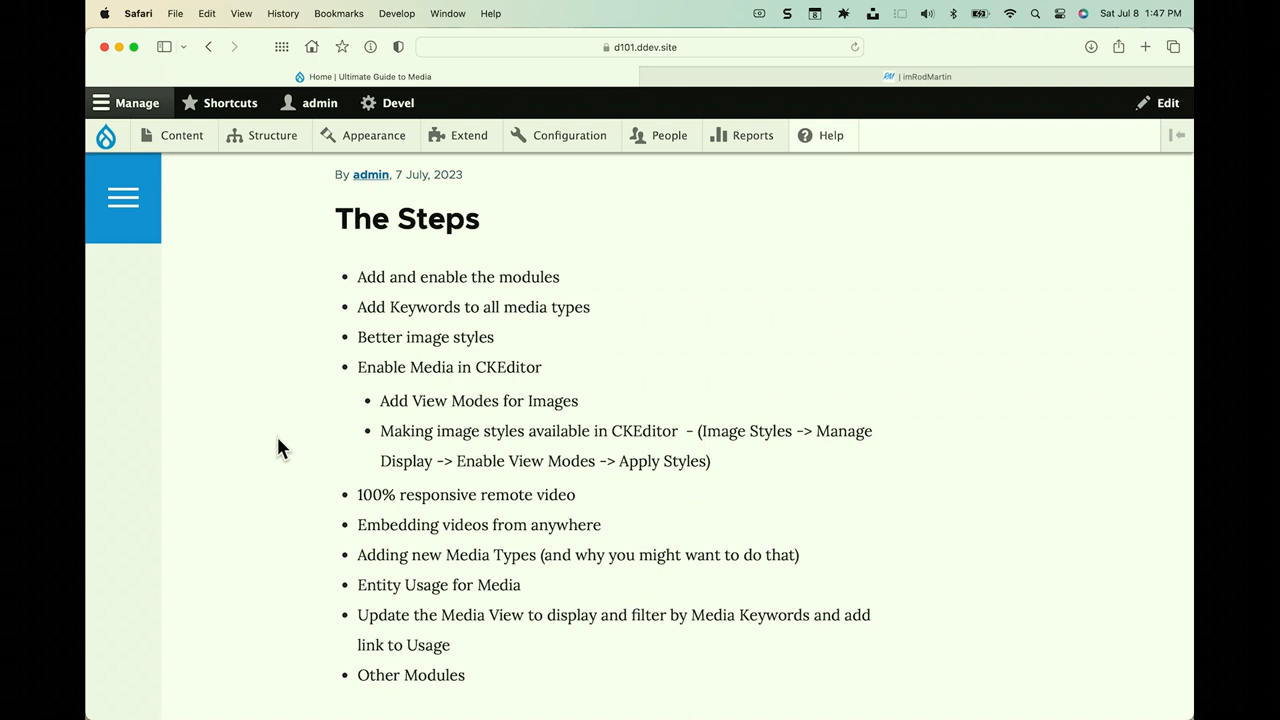 Safari File Edit View History Bookmarks Develop Window Help Sat Jul 8 1:47 PM
d101.ddev.site
Home | Ultimate Guide to Media | imRodMartin
Manage Shortcuts admin Devel Edit
Content Structure Appearance Extend Configuration People Reports Help
By admin, 7 July, 2023
The Steps
• Add and enable the modules
• Add Keywords to all media types
• Better image styles
• Enable Media in CKEditor
• Add View Modes for Images
• Making image styles available in CKEditor - (Image Styles -> Manage
Display -> Enable View Modes -> Apply Styles)
• 100% responsive remote video
• Embedding videos from anywhere
• Adding new Media Types (and why you might want to do that)
• Entity Usage for Media
• Update the Media View to display and filter by Media Keywords and add
link to Usage
• Other Modules